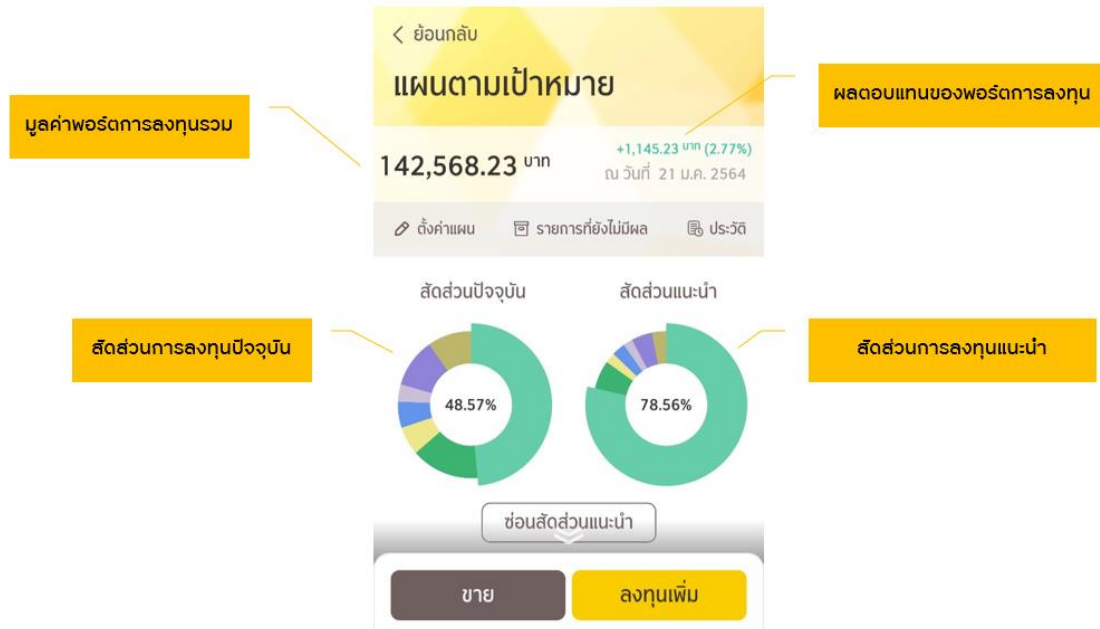 ย้อนกลับ
แผนตามเป้าหมาย
ผลตอบแทนของพอร์ตการลงทุน
มูลค่าพอร์ตการลงทุนรวม
142,568.23 บาท
+1,145.23 บาท (2.77%)
ณ วันที่ 21 ม.ค. 2564
ตั้งค่าแผน
รายการที่ยังไม่มีผล
ประวัติ
สัดส่วนปัจจุบัน
สัดส่วนแนะนำ
สัดส่วนการลงทุนปัจจุบัน
สัดส่วนการลงทุนแนะนำ
48.57%
78.56%
ซ่อนสัดส่วนแนะนำ
ขาย
ลงทุนเพิ่ม